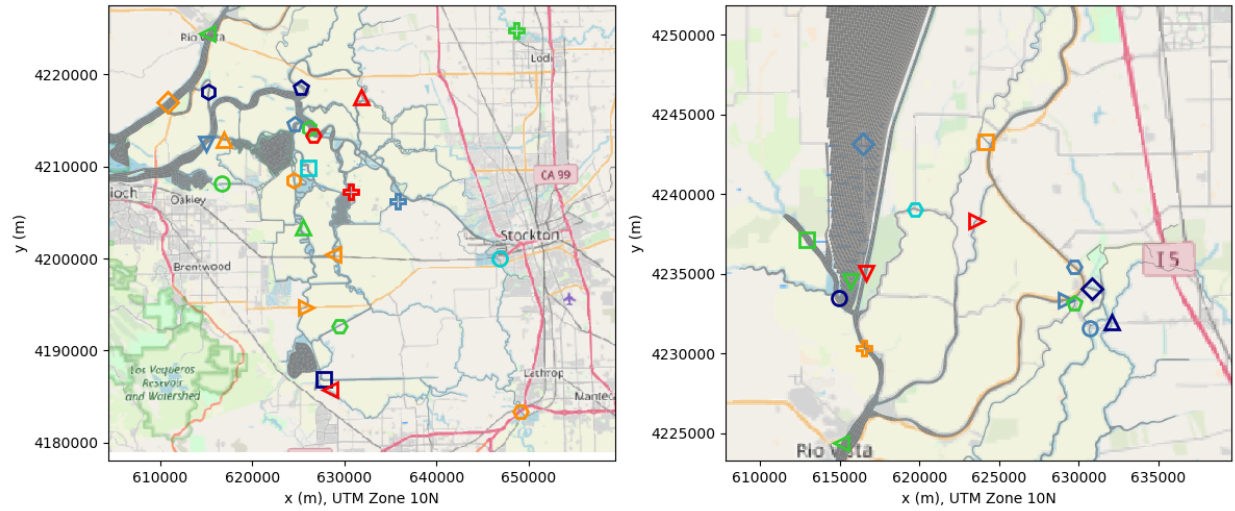 Rio Vista
Lodi
4220000
4210000
y (m)
CA 99
ioch
Oakley
Stockton
4200000
Brentwood
4190000
Los Vaqueros
Reservoir
and Watershed
Lathrop
Manteca
4180000
610000 620000 630000 640000 650000
x (m), UTM Zone 10N
4250000
4245000
4240000
y (m)
4235000
I 5
4230000
4225000
Rio Vista
610000 615000 620000 625000 630000 635000
x (m), UTM Zone 10N